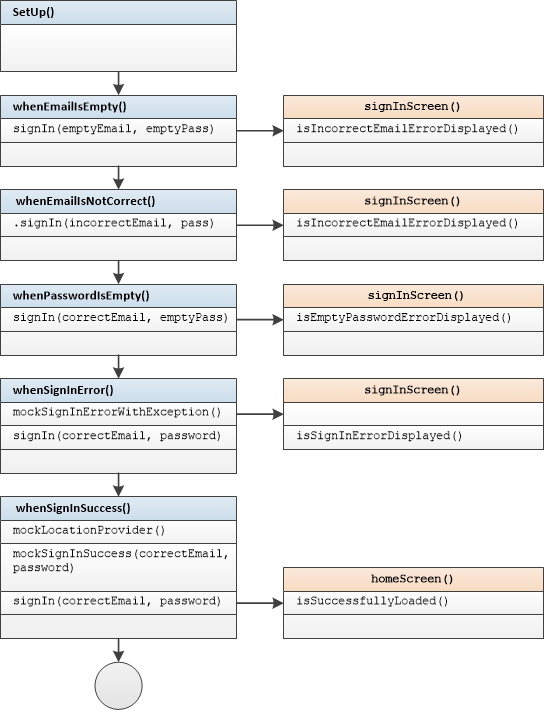 SetUp()
whenEmailIsEmpty()
signIn(emptyEmail, emptyPass)
signInScreen()
isIncorrectEmailErrorDisplayed()
whenEmailIsNotCorrect()
.signIn(incorrectEmail, pass)
signInScreen()
isIncorrectEmailErrorDisplayed()
whenPasswordIsEmpty()
signIn(correctEmail, emptyPass)
signInScreen()
isEmptyPasswordErrorDisplayed()
whenSignInError()
mockSignInErrorWithException()
signIn(correctEmail, password)
signInScreen()
isSignInErrorDisplayed()
whenSignInSuccess()
mockLocationProvider()
mockSignInSuccess(correctEmail,
password)
signIn(correctEmail, password)
homeScreen()
isSuccessfullyLoaded()